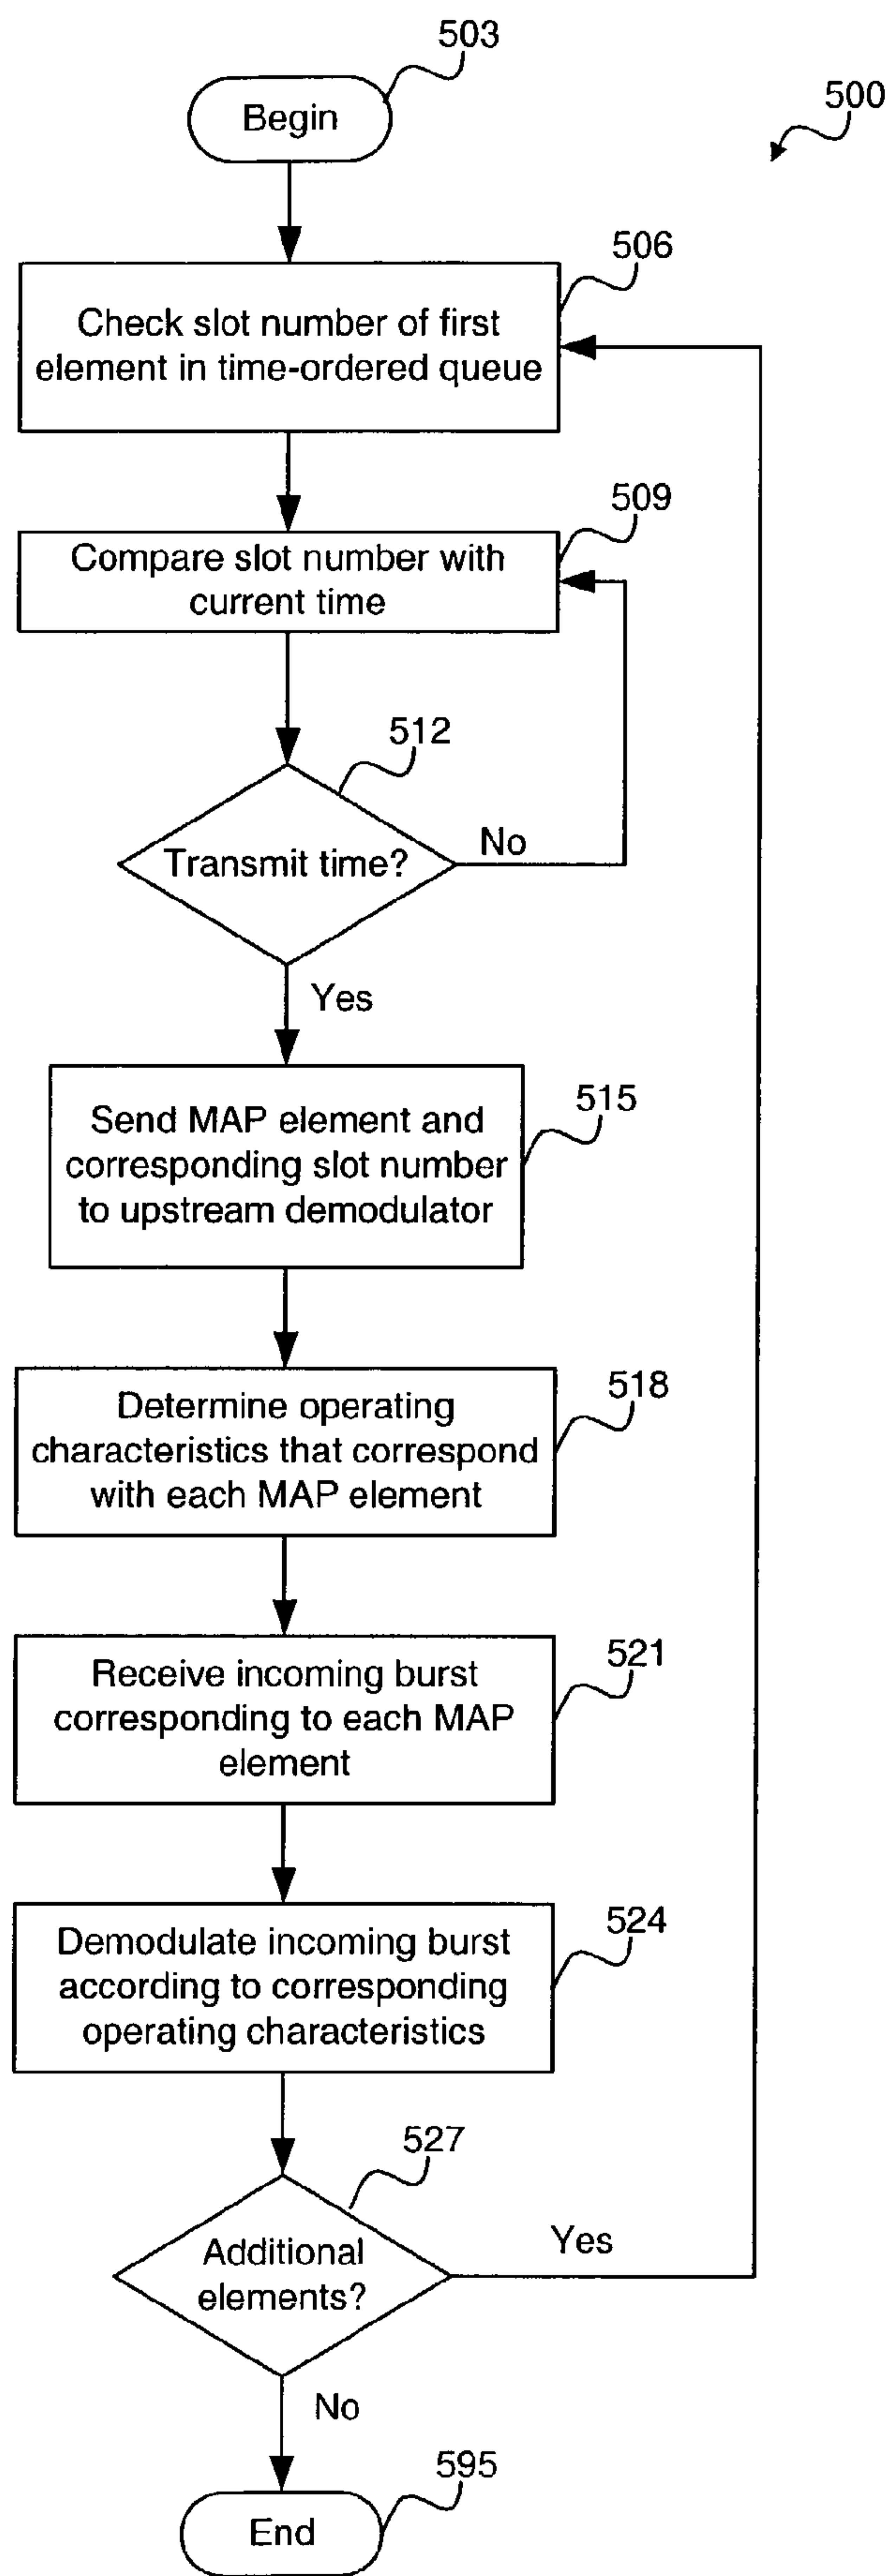 503
Begin
500
506
Check slot number of first
element in time-ordered queue
509
Compare slot number with
current time
512
Transmit time?
No
Yes
515
Send MAP element and
corresponding slot number
to upstream demodulator
518
Determine operating
characteristics that correspond
with each MAP element
521
Receive incoming burst
corresponding to each MAP
element
524
Demodulate incoming burst
according to corresponding
operating characteristics
527
Additional
elements?
Yes
No
595
End